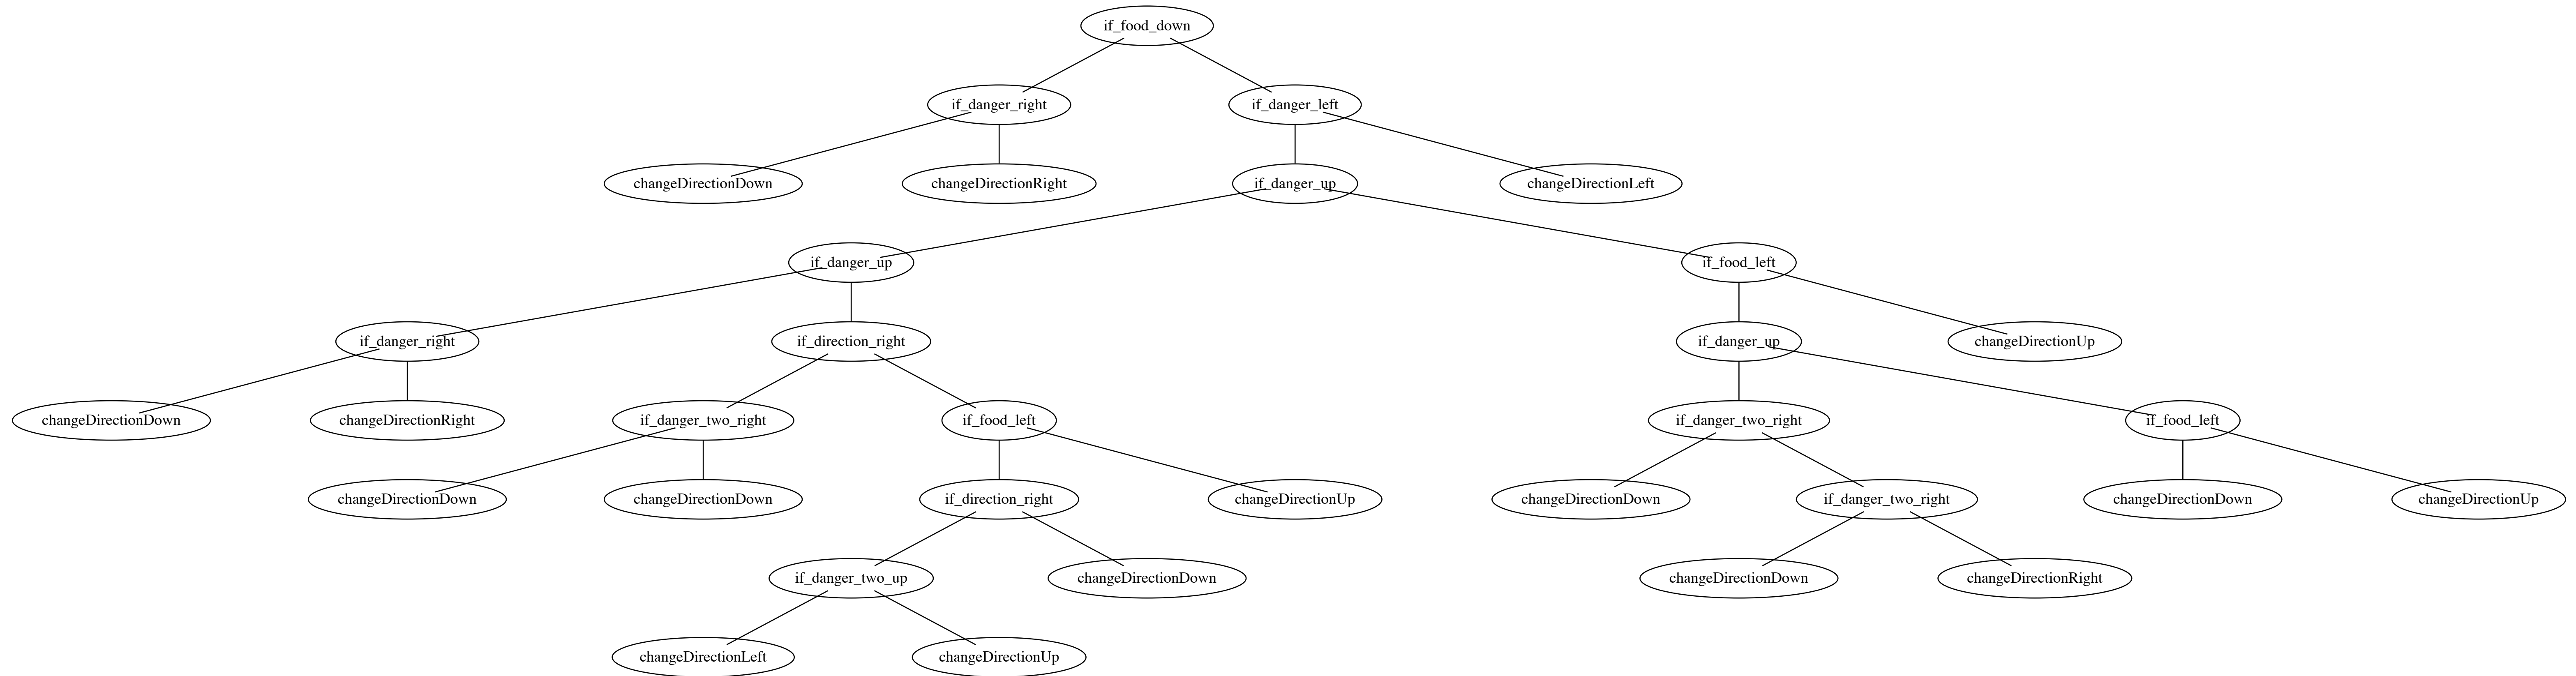 if_food_down
if_danger_right
if_danger_left
changeDirectionDown
changeDirectionRight
if_danger_up
changeDirectionLeft
if_danger_up
if_food_left
if_danger_right
if_direction_right
if_danger_up
changeDirectionUp
changeDirectionDown
changeDirectionRight
if_danger_two_right
if_food_left
if_danger_two_right
if_food_left
changeDirectionDown
changeDirectionDown
if_direction_right
changeDirectionUp
changeDirectionDown
if_danger_two_right
changeDirectionDown
changeDirectionUp
if_danger_two_up
changeDirectionDown
changeDirectionDown
changeDirectionRight
changeDirectionLeft
changeDirectionUp